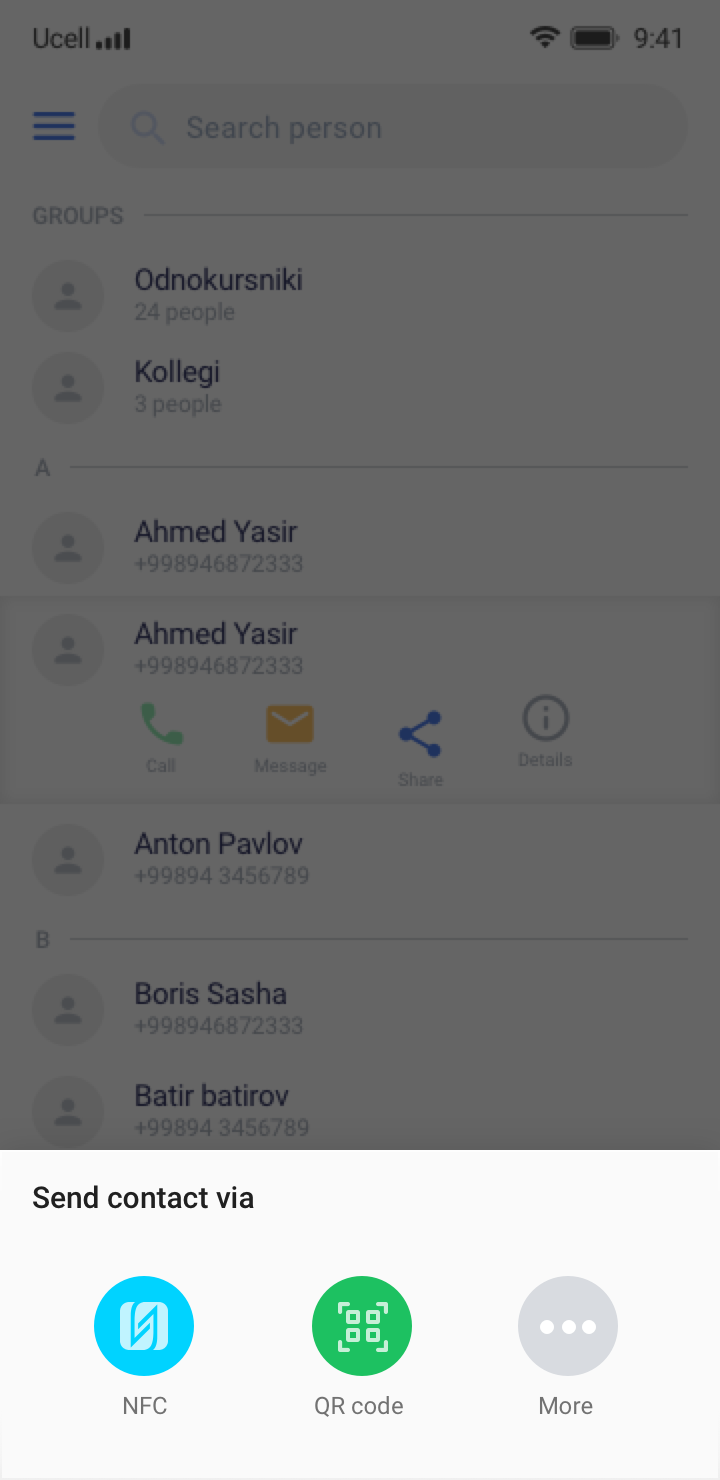 Ucell 9:41
Search person
GROUPS
Odnokursniki
24 people
Kollegi
3 people
A
Ahmed Yasir
+998946872333
Ahmed Yasir
+998946872333
Call Message Share Details
Anton Pavlov
+99894 3456789
B
Boris Sasha
+998946872333
Batir batirov
+99894 3456789
Send contact via
NFC QR code More